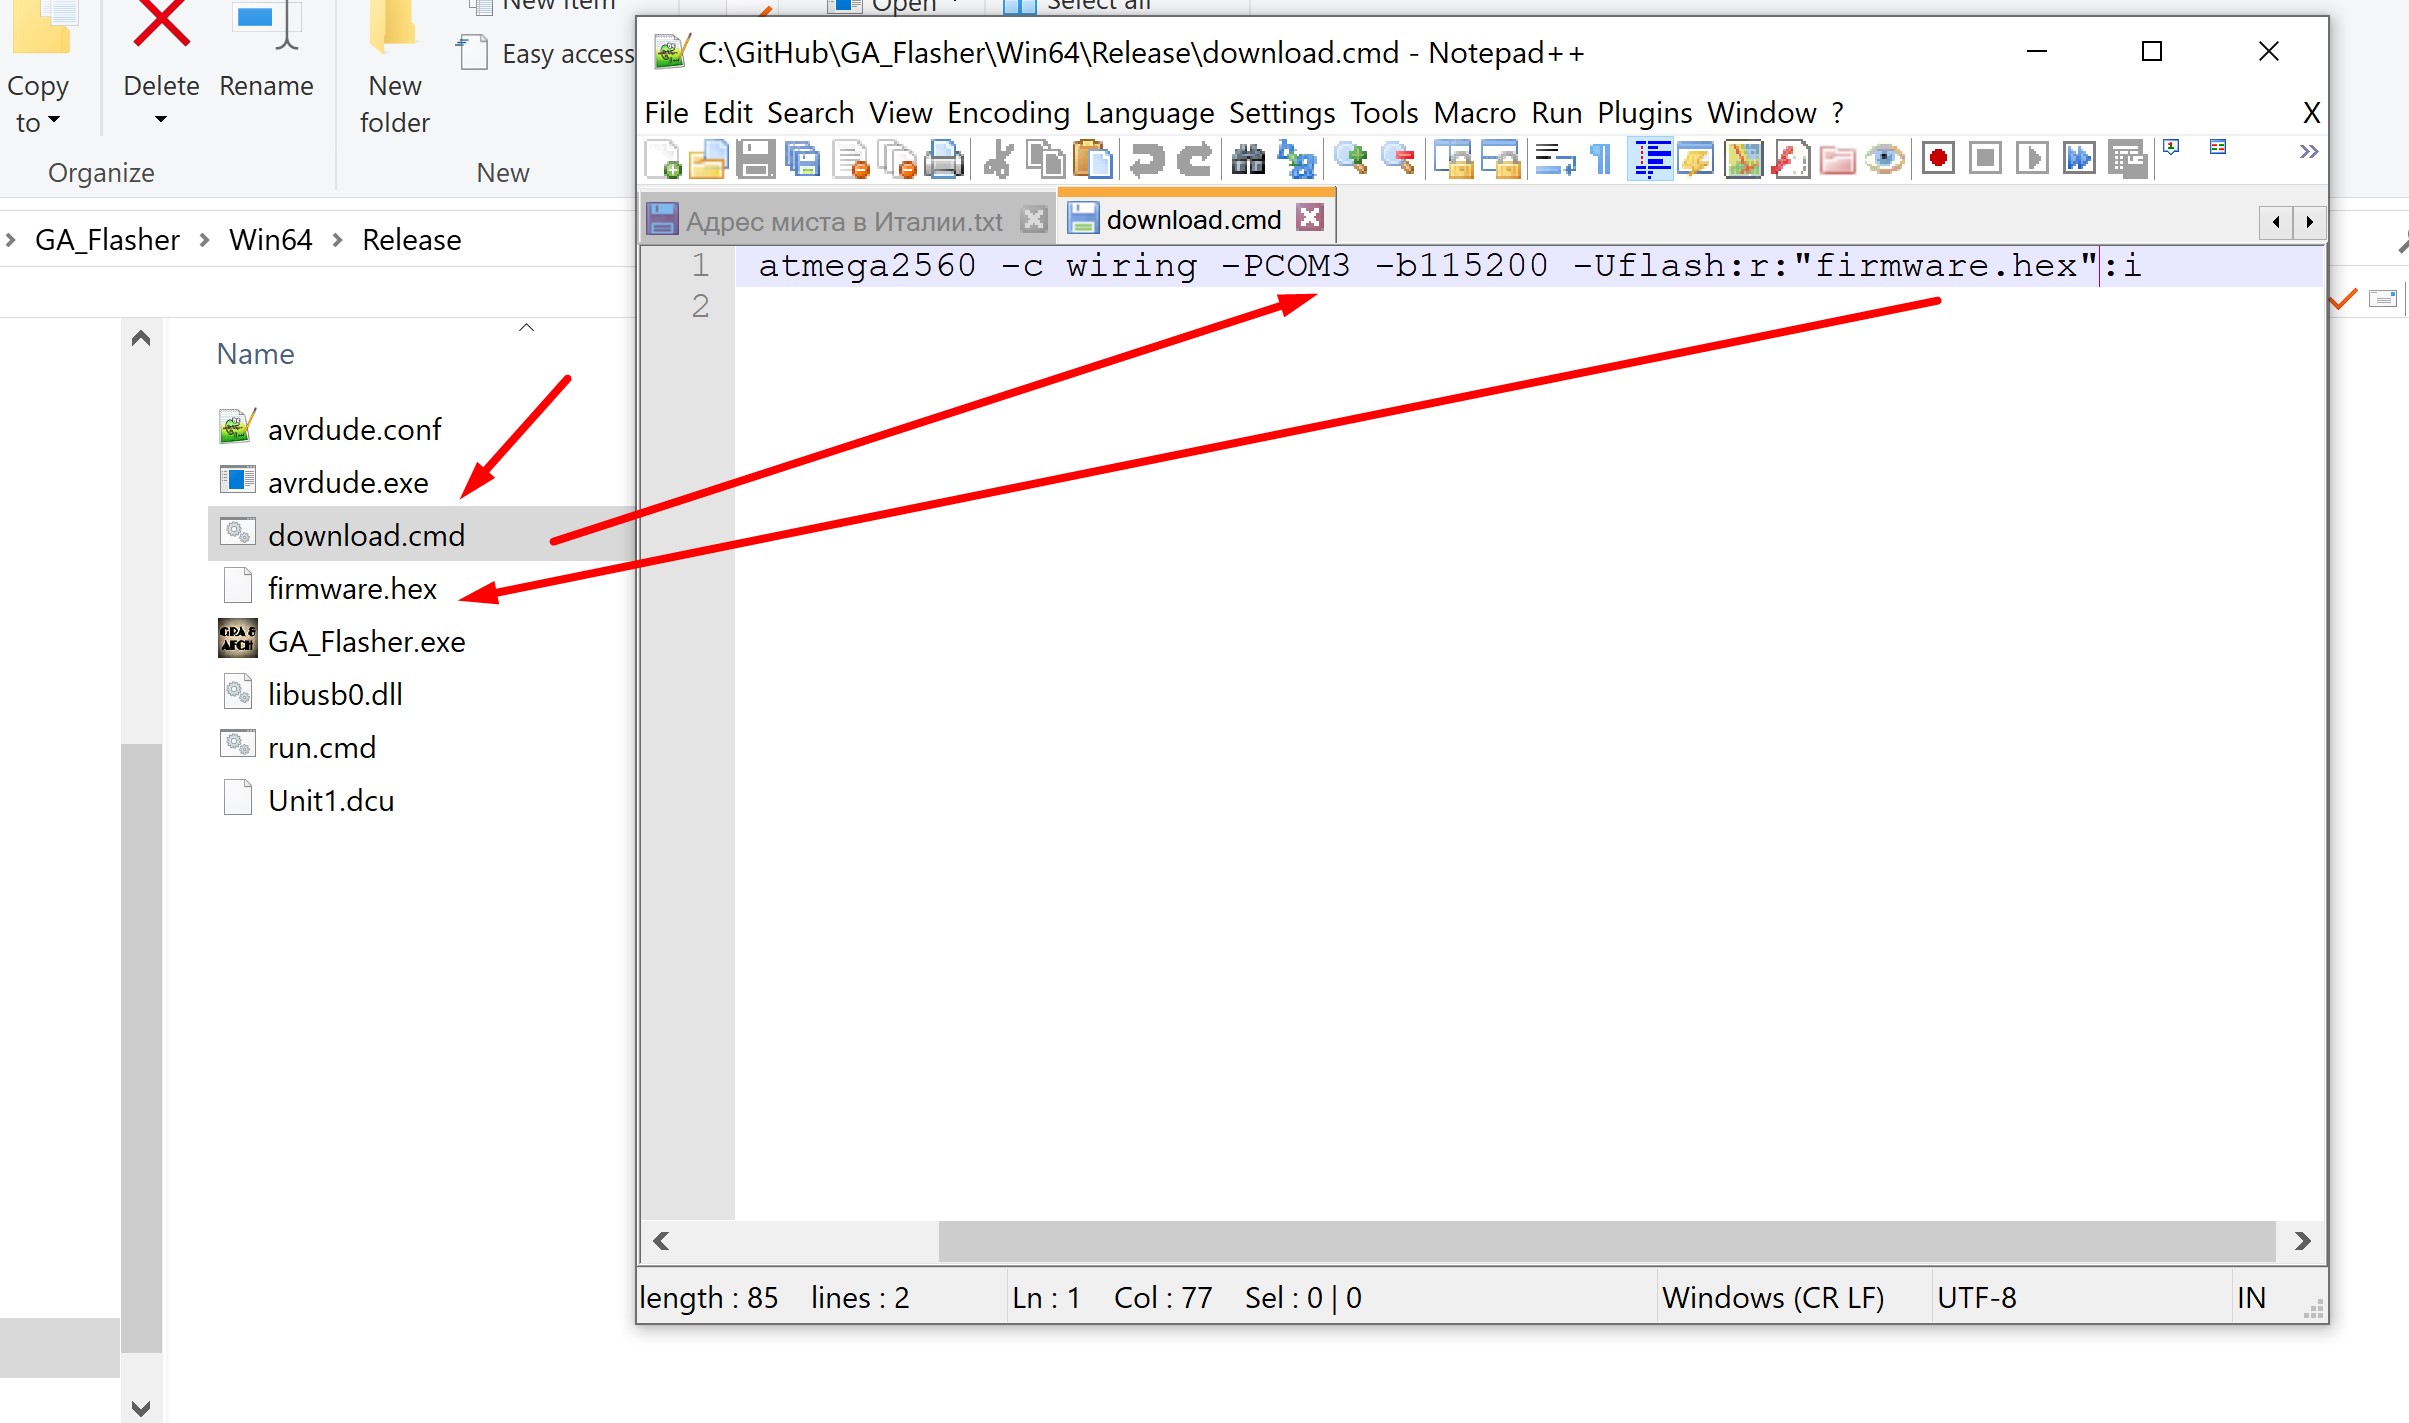 New item
Open
Select all
Easy access
Copy to
Delete
Rename
New folder
Organize
New
GA_Flasher
Win64
Release
Name
avrdude.conf
avrdude.exe
download.cmd
firmware.hex
GA_Flasher.exe
libusb0.dll
run.cmd
Unit1.dcu
C:\GitHub\GA_Flasher\Win64\Release\download.cmd - Notepad++
File Edit Search View Encoding Language Settings Tools Macro Run Plugins Window ? X
Адрес миста в Италии.txt
download.cmd
1 atmega2560 -c wiring -PCOM3 -b115200 -Uflash:r:"firmware.hex":i
2
length : 85 lines : 2 Ln : 1 Col : 77 Sel : 0 | 0 Windows (CR LF) UTF-8 IN